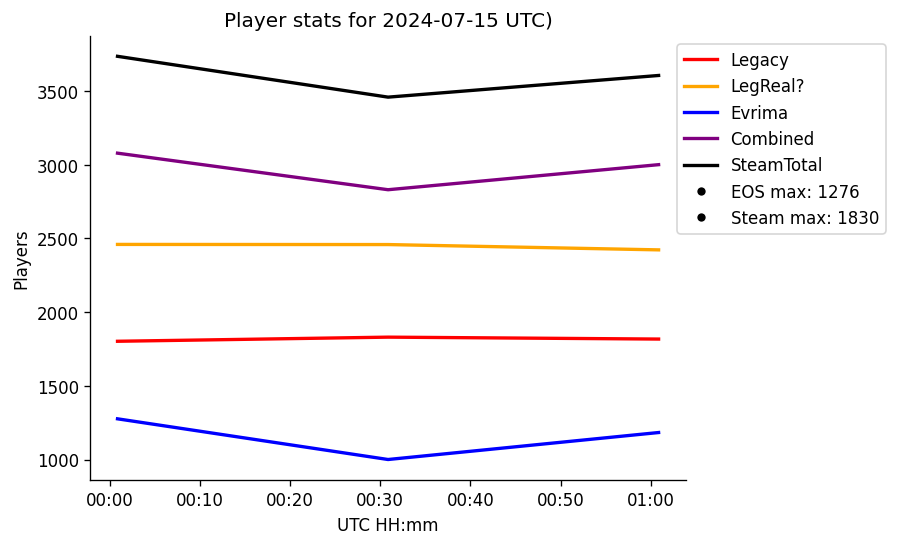 Player stats for 2024-07-15 UTC)
Legacy
LegReal?
Evrima
Combined
SteamTotal
EOS max: 1276
Steam max: 1830
Players
3500
3000
2500
2000
1500
1000
00:00 00:10 00:20 00:30 00:40 00:50 01:00
UTC HH:mm